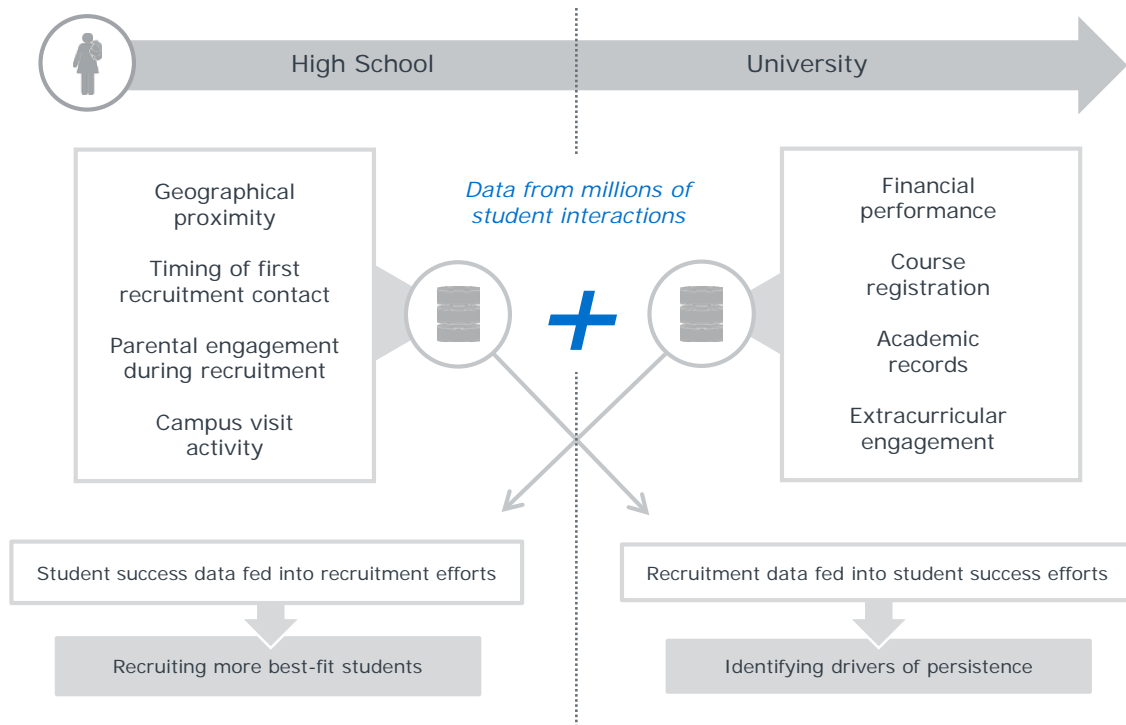 High School
University
Geographical
proximity
Timing of first
recruitment contact
Parental engagement
during recruitment
Campus visit
activity
Data from millions of
student interactions
+
Financial
performance
Course
registration
Academic
records
Extracurricular
engagement
Student success data fed into recruitment efforts
Recruiting more best-fit students
Recruitment data fed into student success efforts
Identifying drivers of persistence